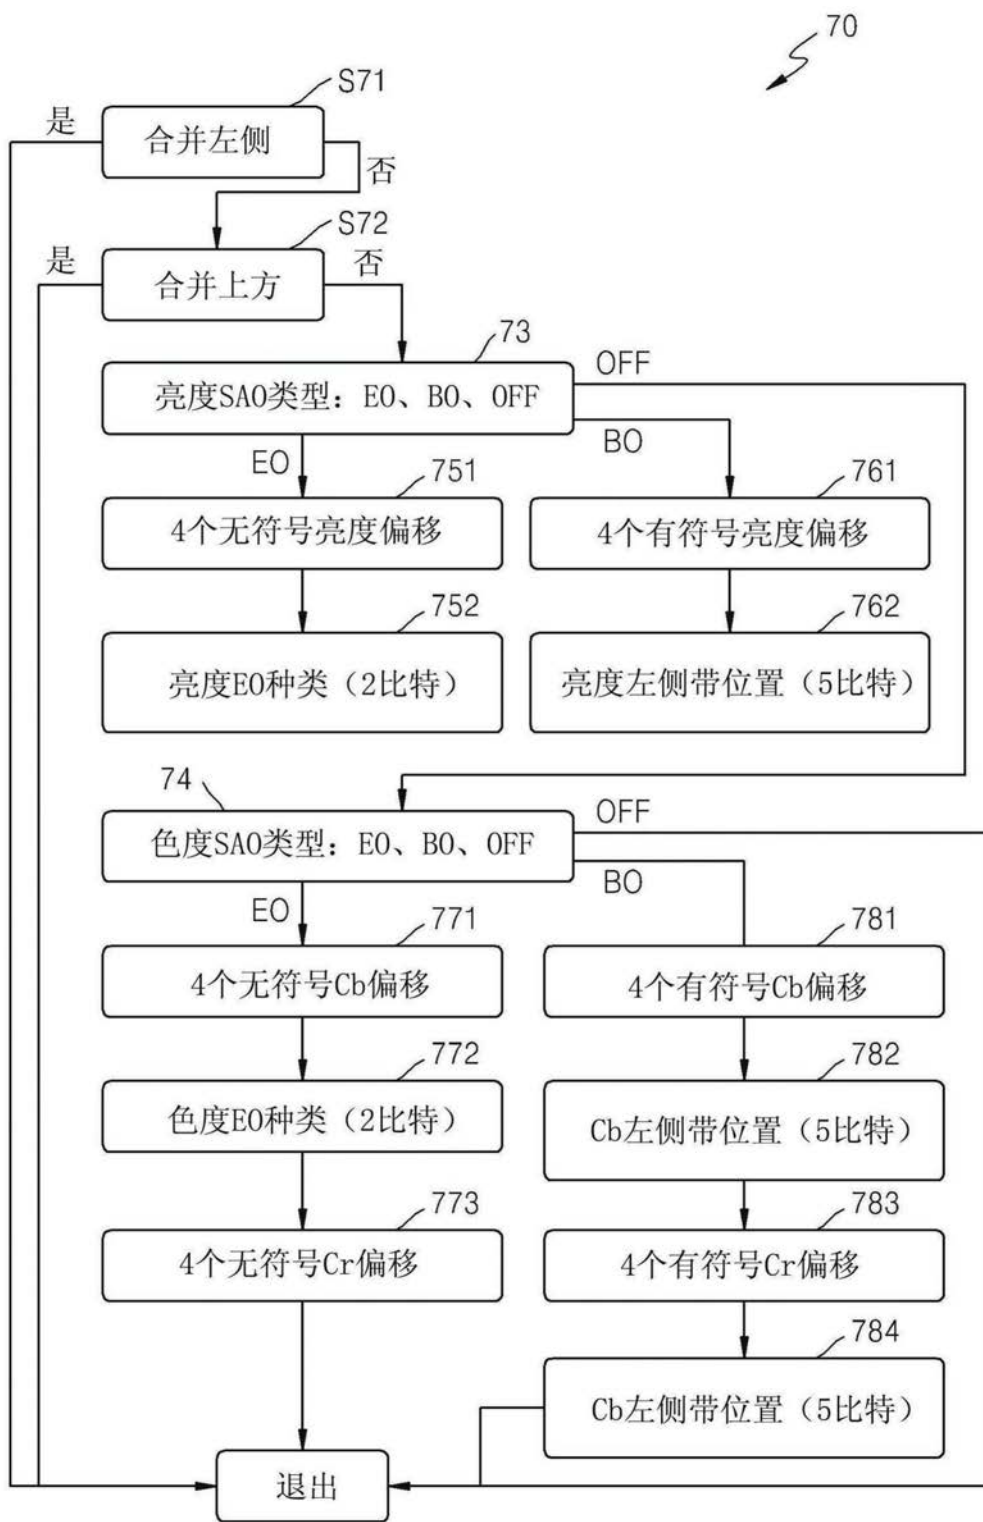 70
S71
是
合并左侧
否
S72
是
合并上方
否
73
OFF
亮度SAO类型：EO、BO、OFF
EO
BO
751
761
4个无符号亮度偏移
4个有符号亮度偏移
752
762
亮度EO种类（2比特）
亮度左侧带位置（5比特）
74
OFF
色度SAO类型：EO、BO、OFF
EO
BO
771
781
4个无符号Cb偏移
4个有符号Cb偏移
772
782
色度EO种类（2比特）
Cb左侧带位置（5比特）
773
783
4个无符号Cr偏移
4个有符号Cr偏移
784
Cb左侧带位置（5比特）
退出